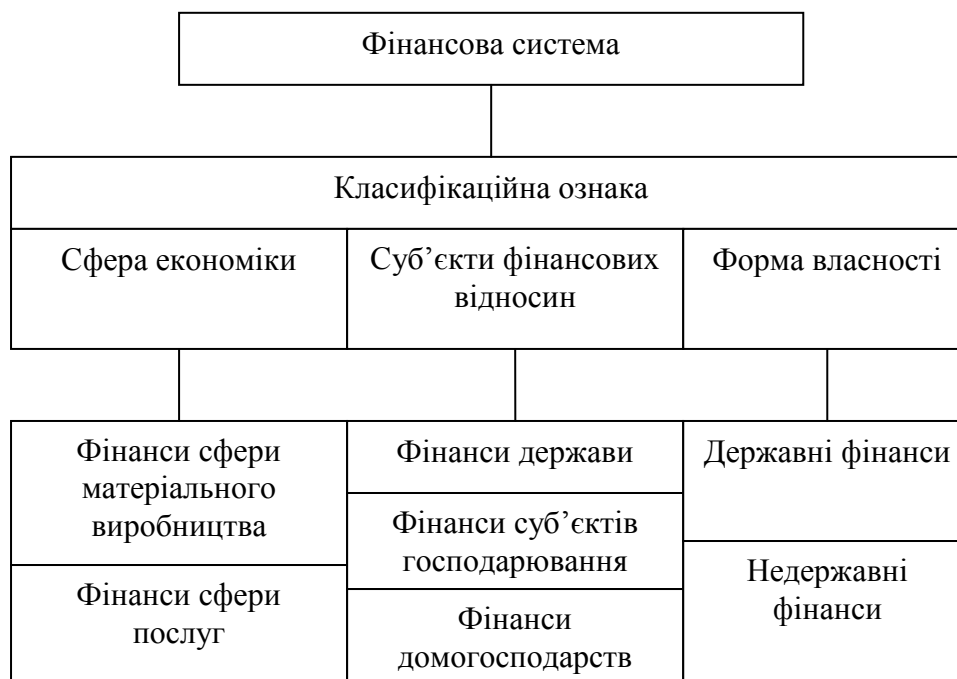 Фінансова система
Класифікаційна ознака
Сфера економіки
Суб’єкти фінансових
відносин
Форма власності
Фінанси сфери
матеріального
виробництва
Фінанси сфери
послуг
Фінанси держави
Фінанси суб’єктів
господарювання
Фінанси
домогосподарств
Державні фінанси
Недержавні
фінанси